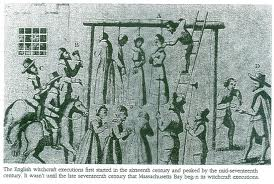 The English witchcraft executions first started in the sixteenth century and peaked by the mid-seventeenth
century. It wasn't until the late seventeenth century that Massachusetts Bay began its witchcraft executions.